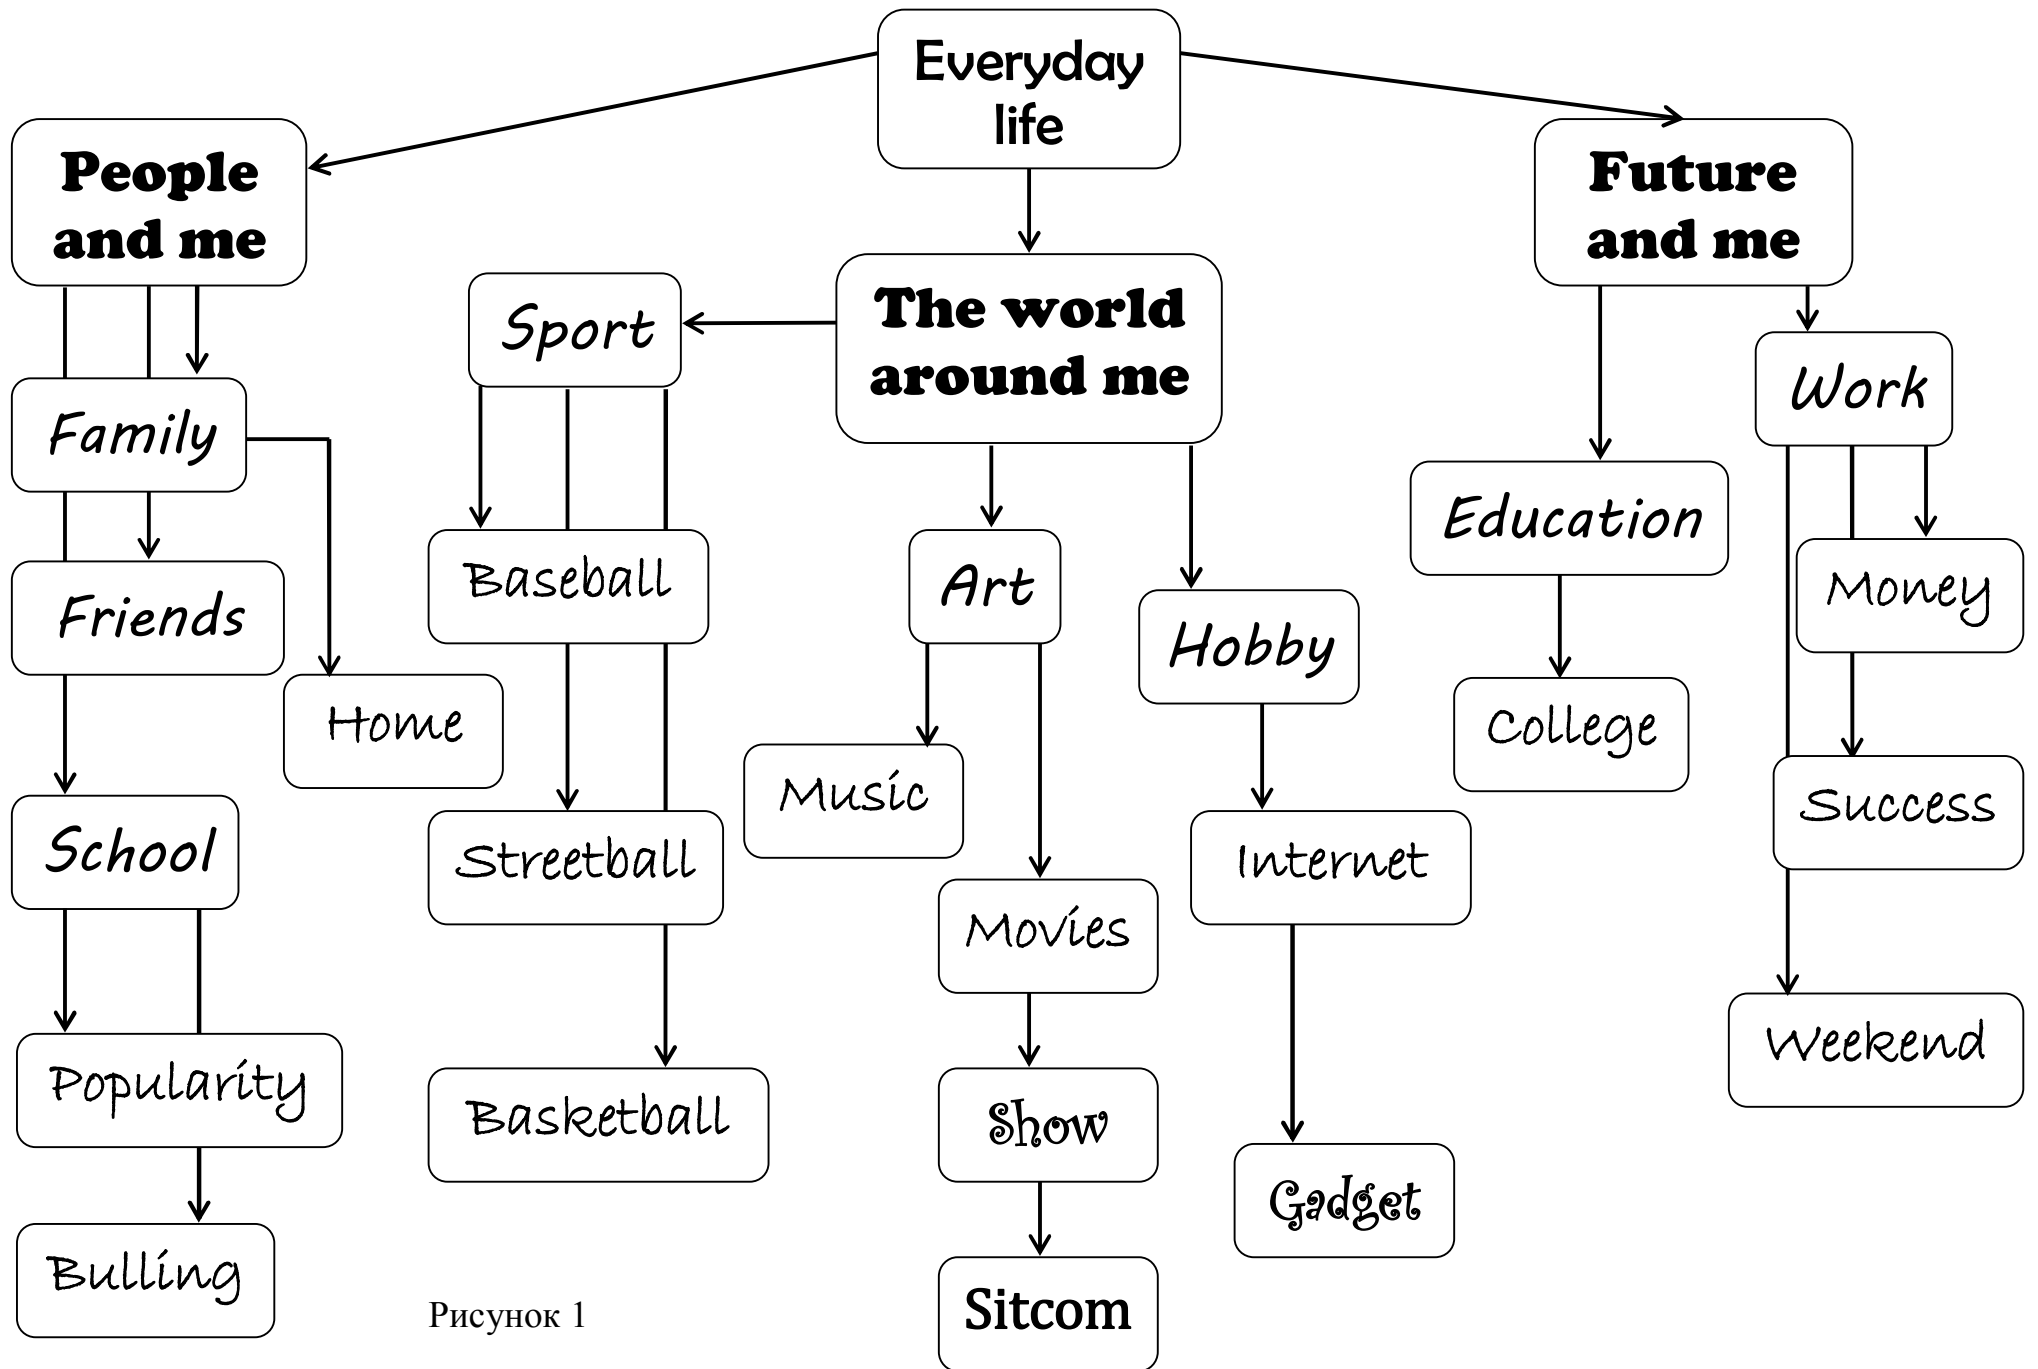 Everyday
life
People
and me
Future
and me
The world
around me
Sport
Work
Family
Education
Baseball
Art
Money
Friends
Hobby
Home
College
Music
Success
School
Streetball
Internet
Movies
Weekend
Popularity
Basketball
Show
Gadget
Bulling
Sitcom
Рисунок 1